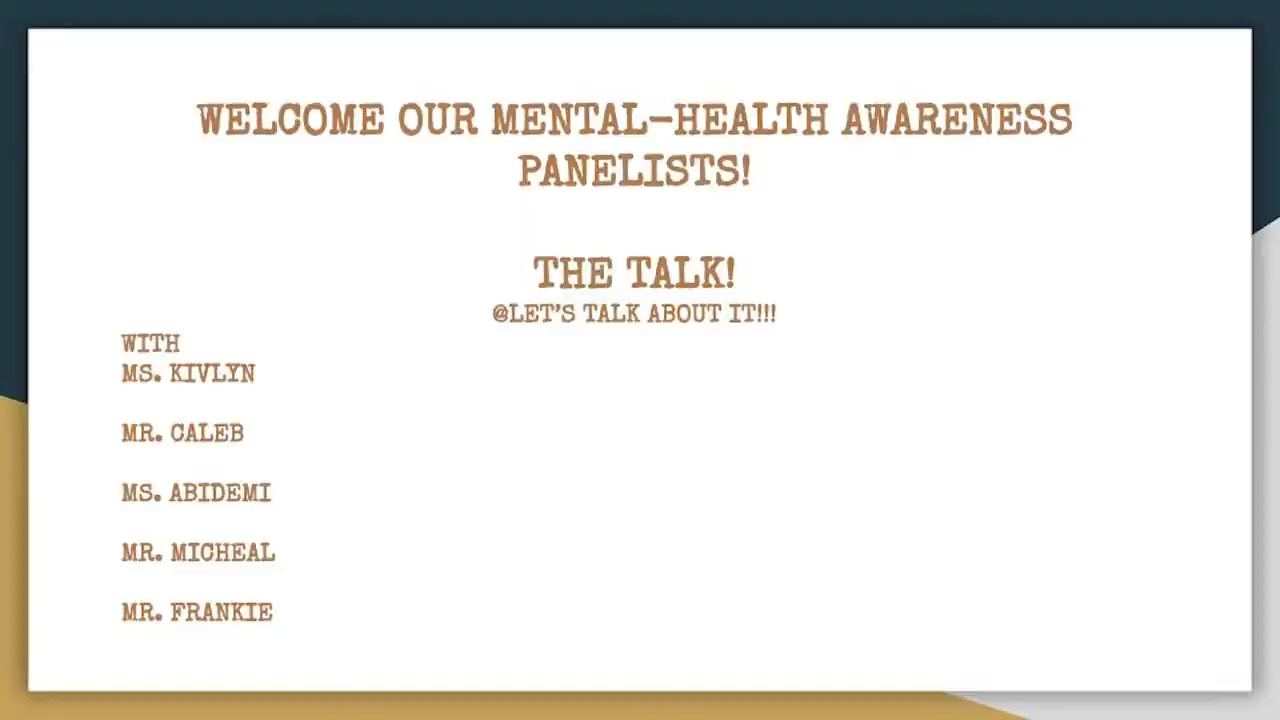 WELCOME OUR MENTAL-HEALTH AWARENESS
PANELISTS!
THE TALK!
@LET'S TALK ABOUT IT!!!
WITH
MS. KIVLYN
MR. CALEB
MS. ABIDEMI
MR. MICHEAL
MR. FRANKIE